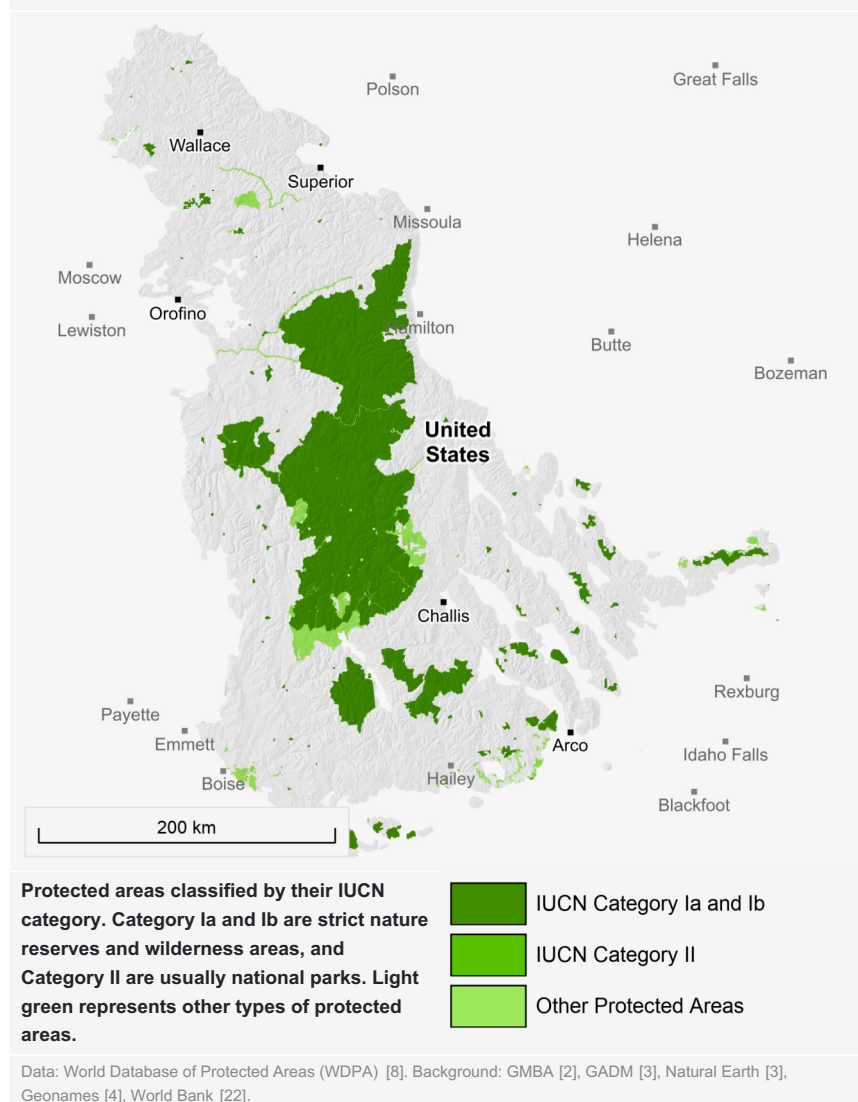 Polson
Great Falls
Wallace
Superior
Missoula
Helena
Moscow
Orofino
Lewiston
Hamilton
Butte
Bozeman
United
States
Challis
Rexburg
Payette
Emmett
Arco
Idaho Falls
Boise
Hailey
Blackfoot
200 km
Protected areas classified by their IUCN
category. Category Ia and Ib are strict nature
reserves and wilderness areas, and
Category II are usually national parks. Light
green represents other types of protected
areas.
IUCN Category Ia and Ib
IUCN Category II
Other Protected Areas
Data: World Database of Protected Areas (WDPA) [8]. Background: GMBA [2], GADM [3], Natural Earth [3],
Geonames [4], World Bank [22].